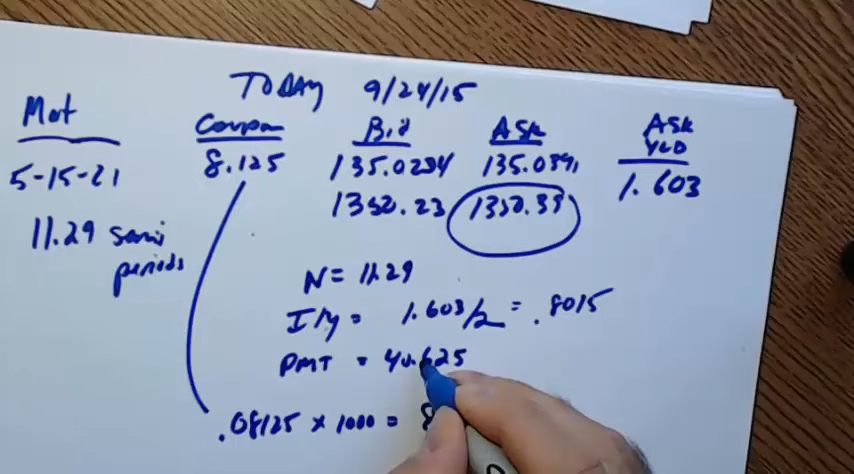 TODAY 9/24/15
Mat Coupon Bid ASK ASK YLD
5-15-21 8.125 135.0234 135.0391 1.603
1350.23 1350.39
11.29 semi
periods
N = 11.29
I/y = 1.603/2 = .8015
PMT = 40.625
.08125 x 1000 = 8